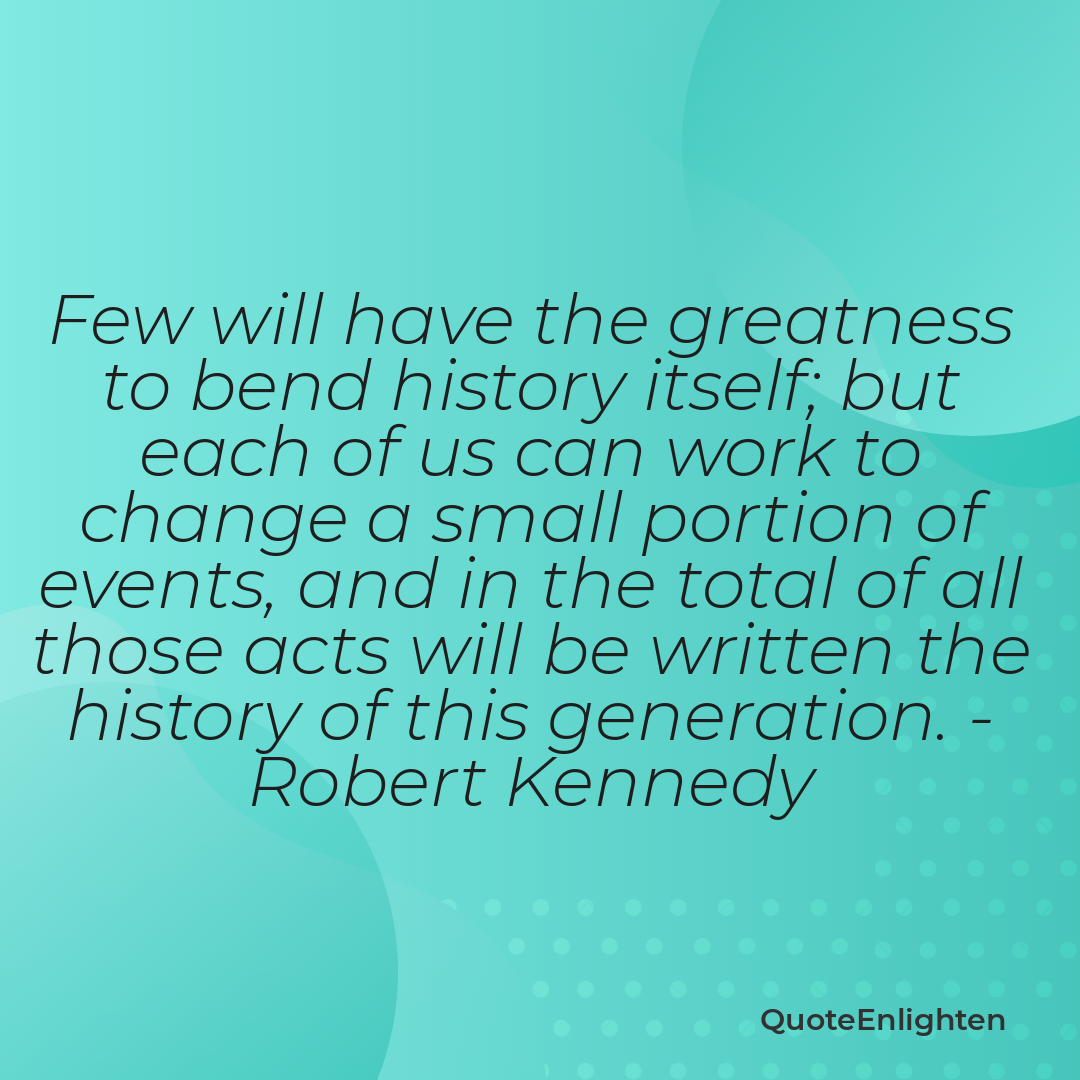 Few will have the greatness
to bend history itself; but
each of us can work to
change a small portion of
events, and in the total of all
those acts will be written the
history of this generation. -
Robert Kennedy
QuoteEnlighten